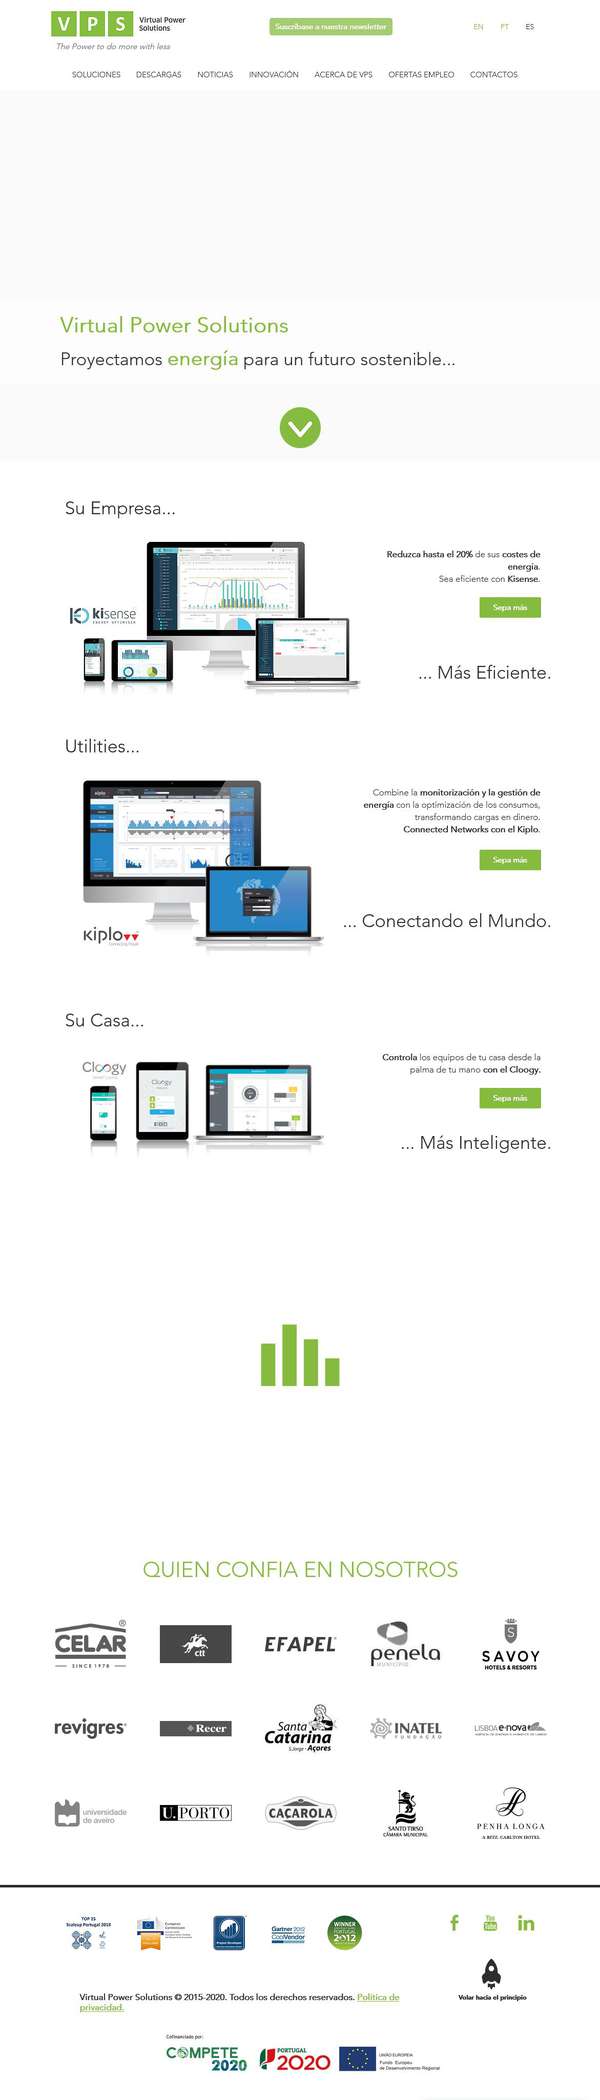 VPS Virtual Power
Solutions
The Power to do more with less
Suscríbase a nuestra newsletter
EN PT ES
SOLUCIONES DESCARGAS NOTICIAS INNOVACIÓN ACERCA DE VPS OFERTAS EMPLEO CONTACTOS
Virtual Power Solutions
Proyectamos energía para un futuro sostenible...
Su Empresa...
Reduzca hasta el 20% de sus costes de
energía.
Sea eficiente con Kisense.
Sepa más
kisense
ENERGY OPTIMISER
... Más Eficiente.
Utilities...
Combine la monitorización y la gestión de
energía con la optimización de los consumos,
transformando cargas en dinero.
Connected Networks con el Kiplo.
Sepa más
kiplo
... Conectando el Mundo.
Su Casa...
Cloogy
Controla los equipos de tu casa desde la
palma de tu mano con el Cloogy.
Sepa más
... Más Inteligente.
QUIEN CONFIA EN NOSOTROS
CELAR®
SINCE 1978
ctt
EFAPEL
penela
MUNICÍPIO
S
SAVOY
HOTELS & RESORTS
revigres
Recer
Santa
Catarina
S.Jorge - Açores
INATEL
FUNDAÇÃO
LISBOA e-nova
universidade
de aveiro
U.PORTO
CAÇAROLA
SANTO TIRSO
CÂMARA MUNICIPAL
PENHA LONGA
A RITZ-CARLTON HOTEL
TOP 15
Scaleup Portugal 2018
Gartner 2012
Cool Vendor
WINNER
PORTUGAL
2012
f You Tube in
Volar hacia el principio
Virtual Power Solutions © 2015-2020. Todos los derechos reservados. Política de
privacidad.
Cofinanciado por:
COMPETE
2020
PORTUGAL
2020
UNIÃO EUROPEIA
Fundo Europeu
de Desenvolvimento Regional